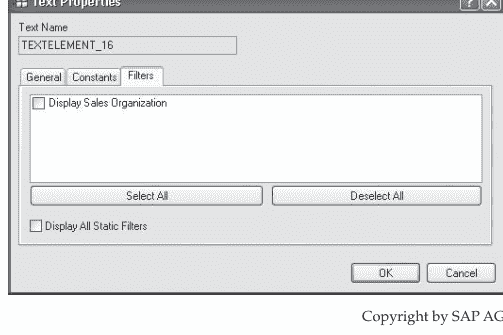 Text Properties
Text Name
TEXTELEMENT_16
General Constants Filters
Display Sales Organization
Select All Deselect All
Display All Static Filters
OK Cancel
Copyright by SAP AG